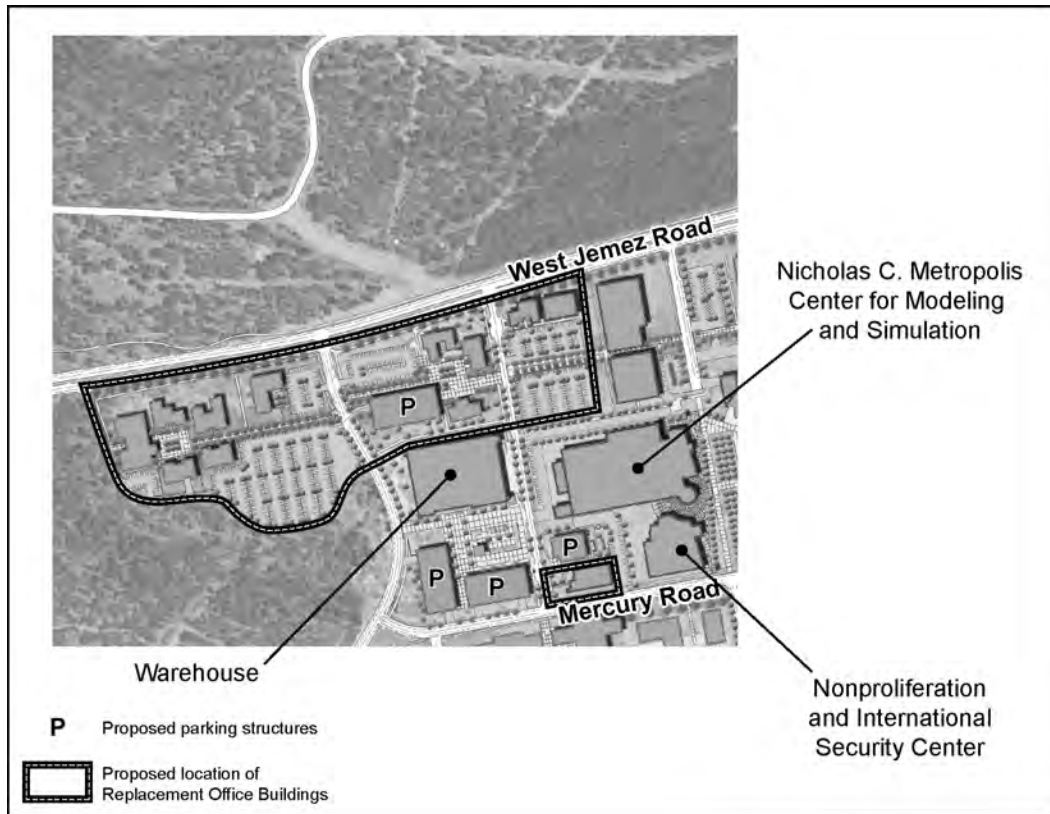 West Jemez Road
Nicholas C. Metropolis
Center for Modeling
and Simulation
P
P
P
P
Mercury Road
Warehouse
Nonproliferation
and International
Security Center
P Proposed parking structures
Proposed location of
Replacement Office Buildings